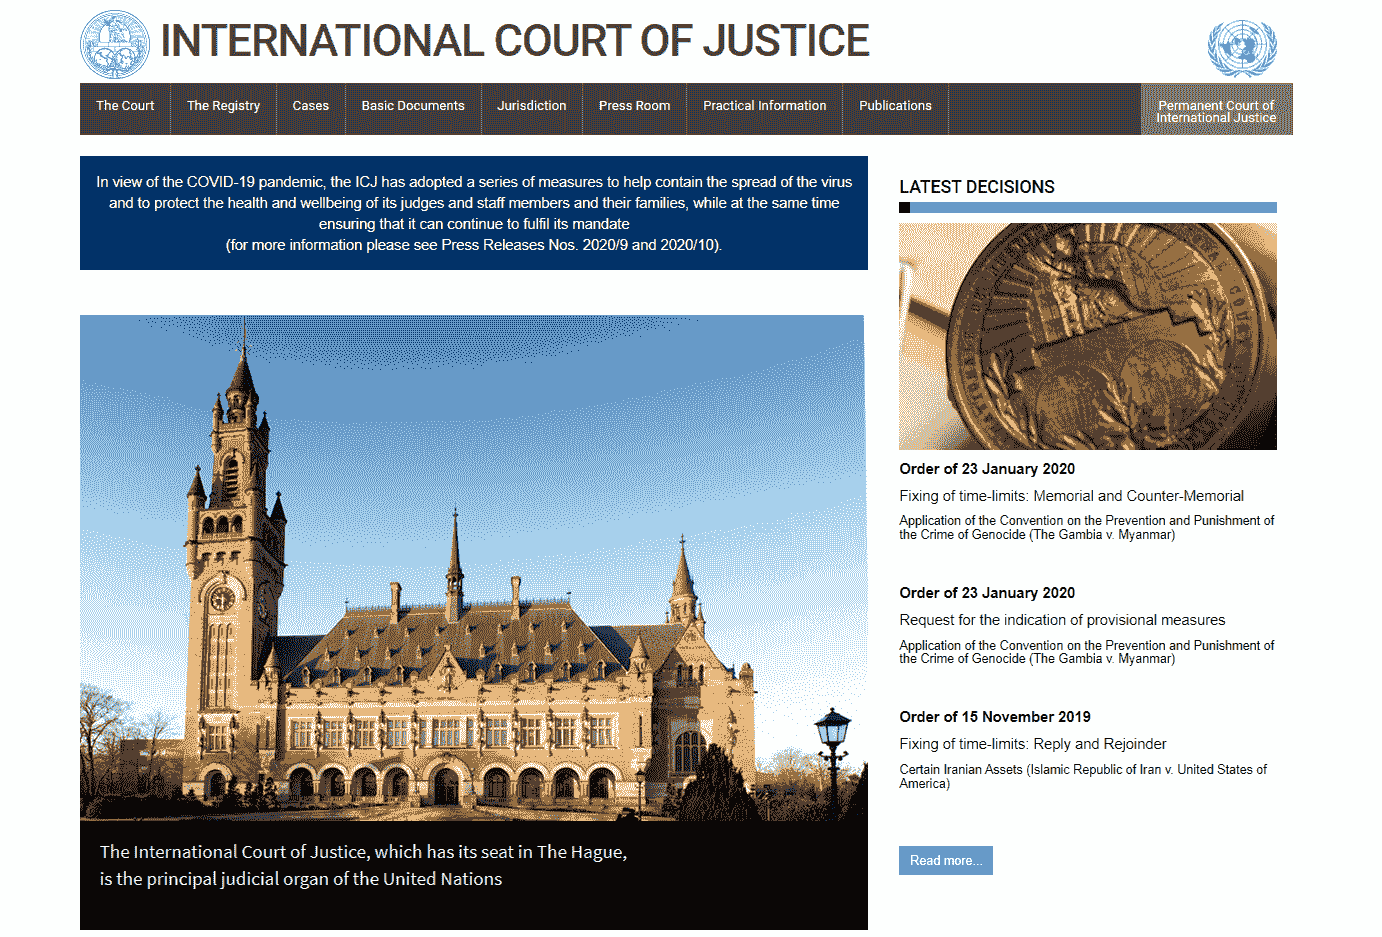 INTERNATIONAL COURT OF JUSTICE
The Court
The Registry
Cases
Basic Documents
Jurisdiction
Press Room
Practical Information
Publications
Permanent Court of
International Justice
In view of the COVID-19 pandemic, the ICJ has adopted a series of measures to help contain the spread of the virus
and to protect the health and wellbeing of its judges and staff members and their families, while at the same time
ensuring that it can continue to fulfil its mandate
(for more information please see Press Releases Nos. 2020/9 and 2020/10).
The International Court of Justice, which has its seat in The Hague,
is the principal judicial organ of the United Nations
LATEST DECISIONS
Order of 23 January 2020
Fixing of time-limits: Memorial and Counter-Memorial
Application of the Convention on the Prevention and Punishment of
the Crime of Genocide (The Gambia v. Myanmar)
Order of 23 January 2020
Request for the indication of provisional measures
Application of the Convention on the Prevention and Punishment of
the Crime of Genocide (The Gambia v. Myanmar)
Order of 15 November 2019
Fixing of time-limits: Reply and Rejoinder
Certain Iranian Assets (Islamic Republic of Iran v. United States of
America)
Read more...